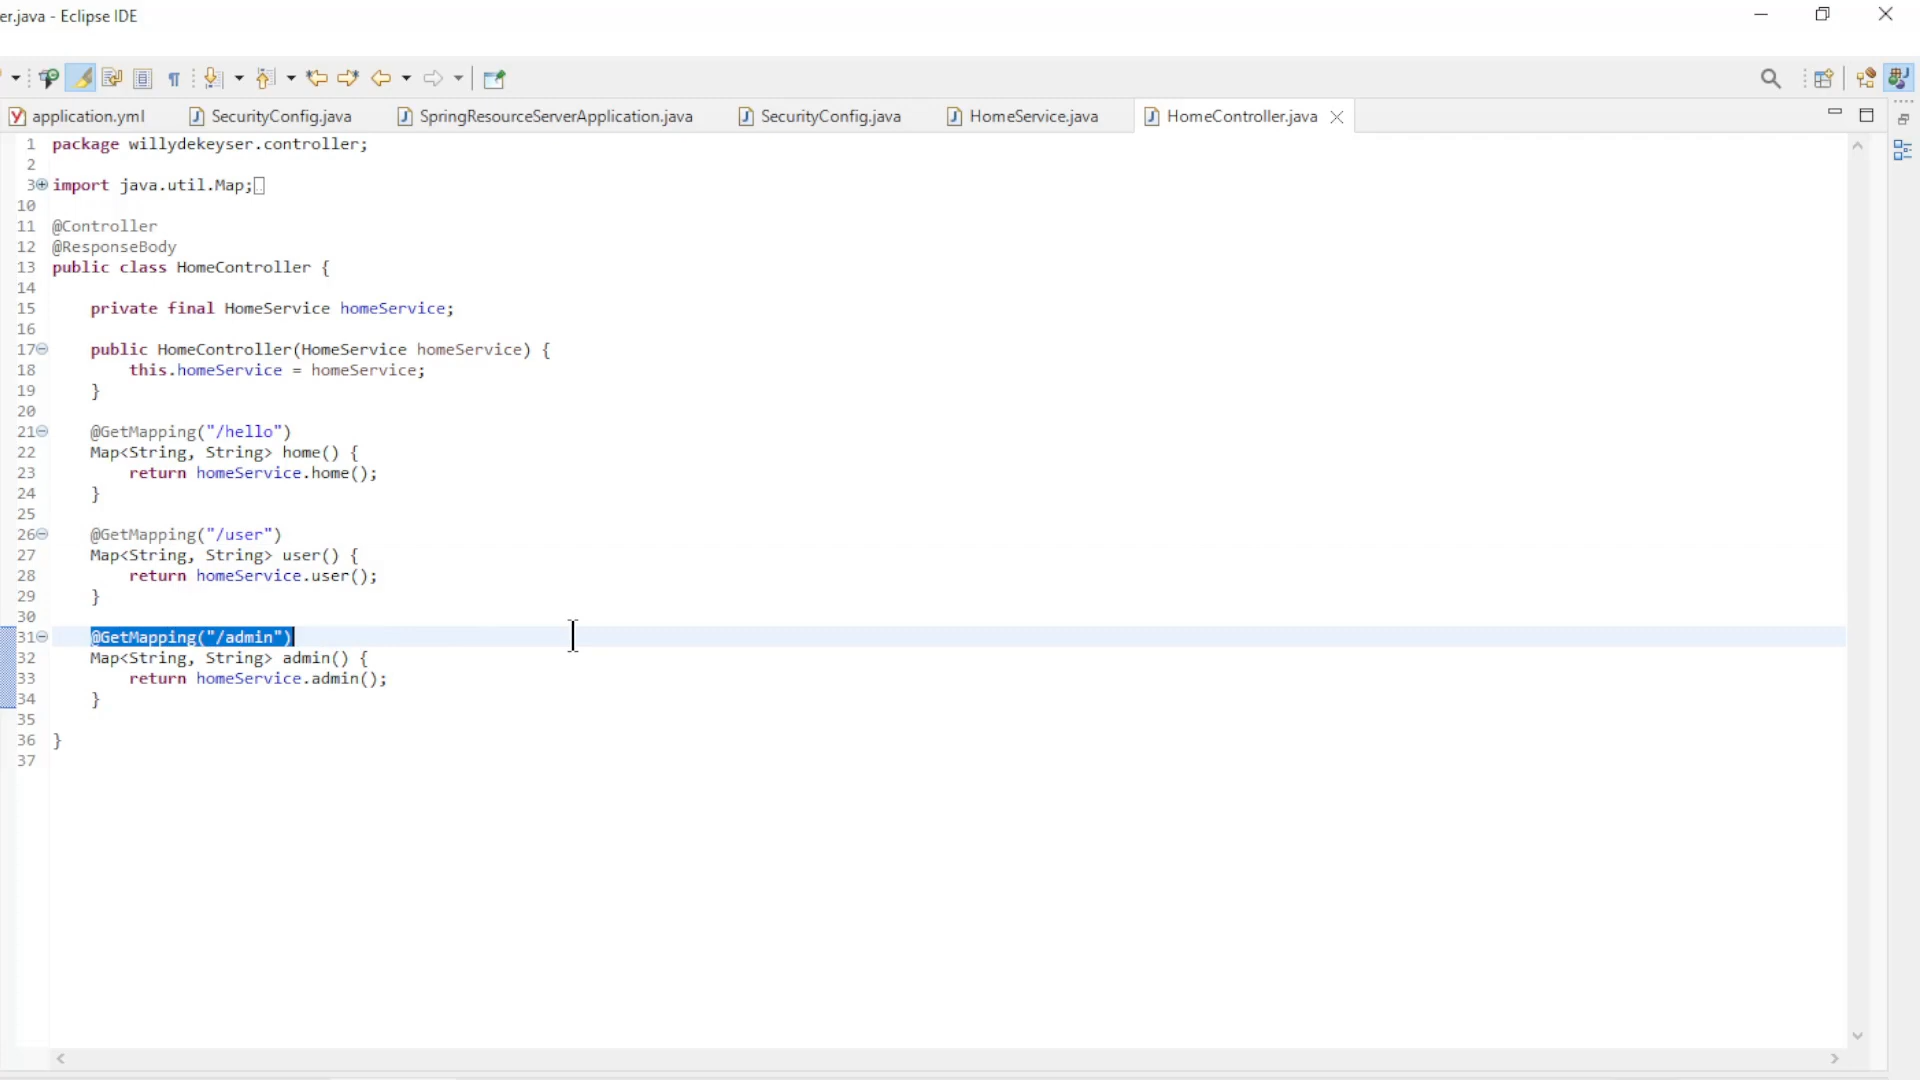 er.java - Eclipse IDE
application.yml SecurityConfig.java SpringResourceServerApplication.java SecurityConfig.java HomeService.java HomeController.java
1 package willydekeyser.controller;
2
3 import java.util.Map;
10
11 @Controller
12 @ResponseBody
13 public class HomeController {
14
15 private final HomeService homeService;
16
17 public HomeController(HomeService homeService) {
18 this.homeService = homeService;
19 }
20
21 @GetMapping("/hello")
22 Map<String, String> home() {
23 return homeService.home();
24 }
25
26 @GetMapping("/user")
27 Map<String, String> user() {
28 return homeService.user();
29 }
30
31 @GetMapping("/admin")
32 Map<String, String> admin() {
33 return homeService.admin();
34 }
35
36 }
37